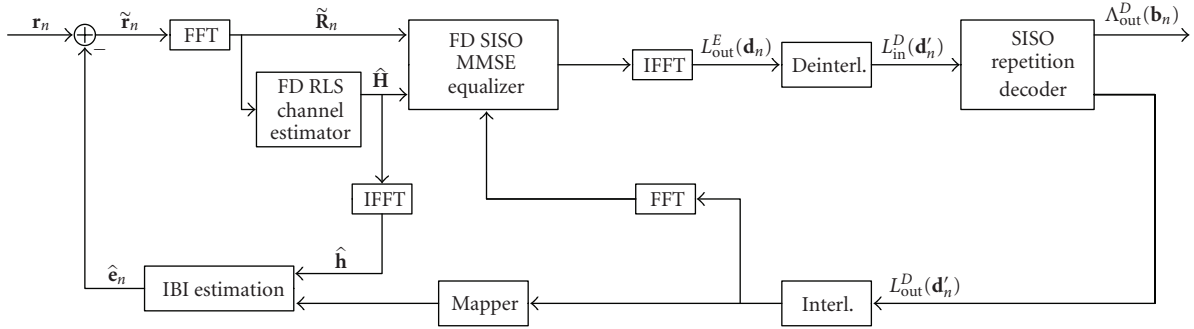 r_n
r̃_n
FFT
R̃_n
−
FD RLS
channel
estimator
Ĥ
FD SISO
MMSE
equalizer
IFFT
L^E_out(d_n)
Deinterl.
L^D_in(d′_n)
SISO
repetition
decoder
Λ^D_out(b_n)
IFFT
FFT
ĥ
ê_n
IBI estimation
Mapper
Interl.
L^D_out(d′_n)